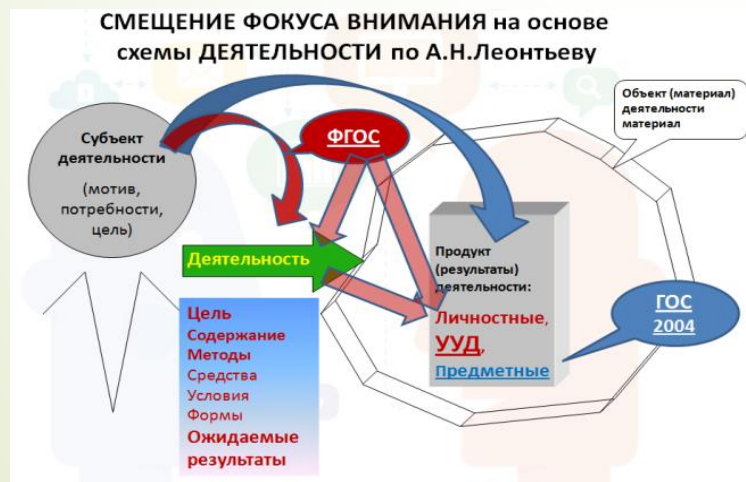 СМЕЩЕНИЕ ФОКУСА ВНИМАНИЯ на основе
схемы ДЕЯТЕЛЬНОСТИ по А.Н.Леонтьеву
Субъект
деятельности
(мотив,
потребности,
цель)
ФГОС
Объект (материал)
деятельности
материал
Деятельность
Цель
Содержание
Методы
Средства
Условия
Формы
Ожидаемые
результаты
Продукт
(результаты)
деятельности:
Личностные,
УУД,
Предметные
ГОС
2004